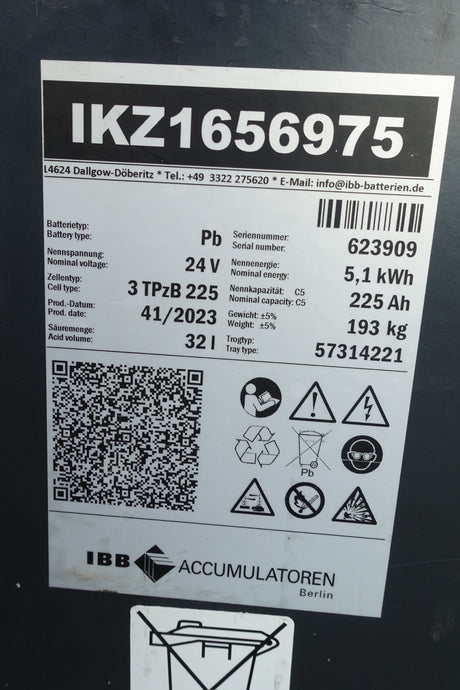 IKZ1656975
14624 Dallgow-Döberitz * Tel.: +49 3322 275620 * E-Mail: info@ibb-batterien.de
Batterietyp:
Battery type: Pb
Seriennummer:
Serial number: 623909
Nennspannung:
Nominal voltage: 24 V
Nennenergie:
Nominal energy: 5,1 kWh
Zellentyp:
Cell type: 3 TPzB 225
Nennkapazität: C5
Nominal capacity: C5 225 Ah
Prod.-Datum:
Prod. date: 41/2023
Gewicht: ±5%
Weight: ±5% 193 kg
Säuremenge:
Acid volume: 32 l
Trogtyp:
Tray type: 57314221
Pb
IBB ACCUMULATOREN
Berlin